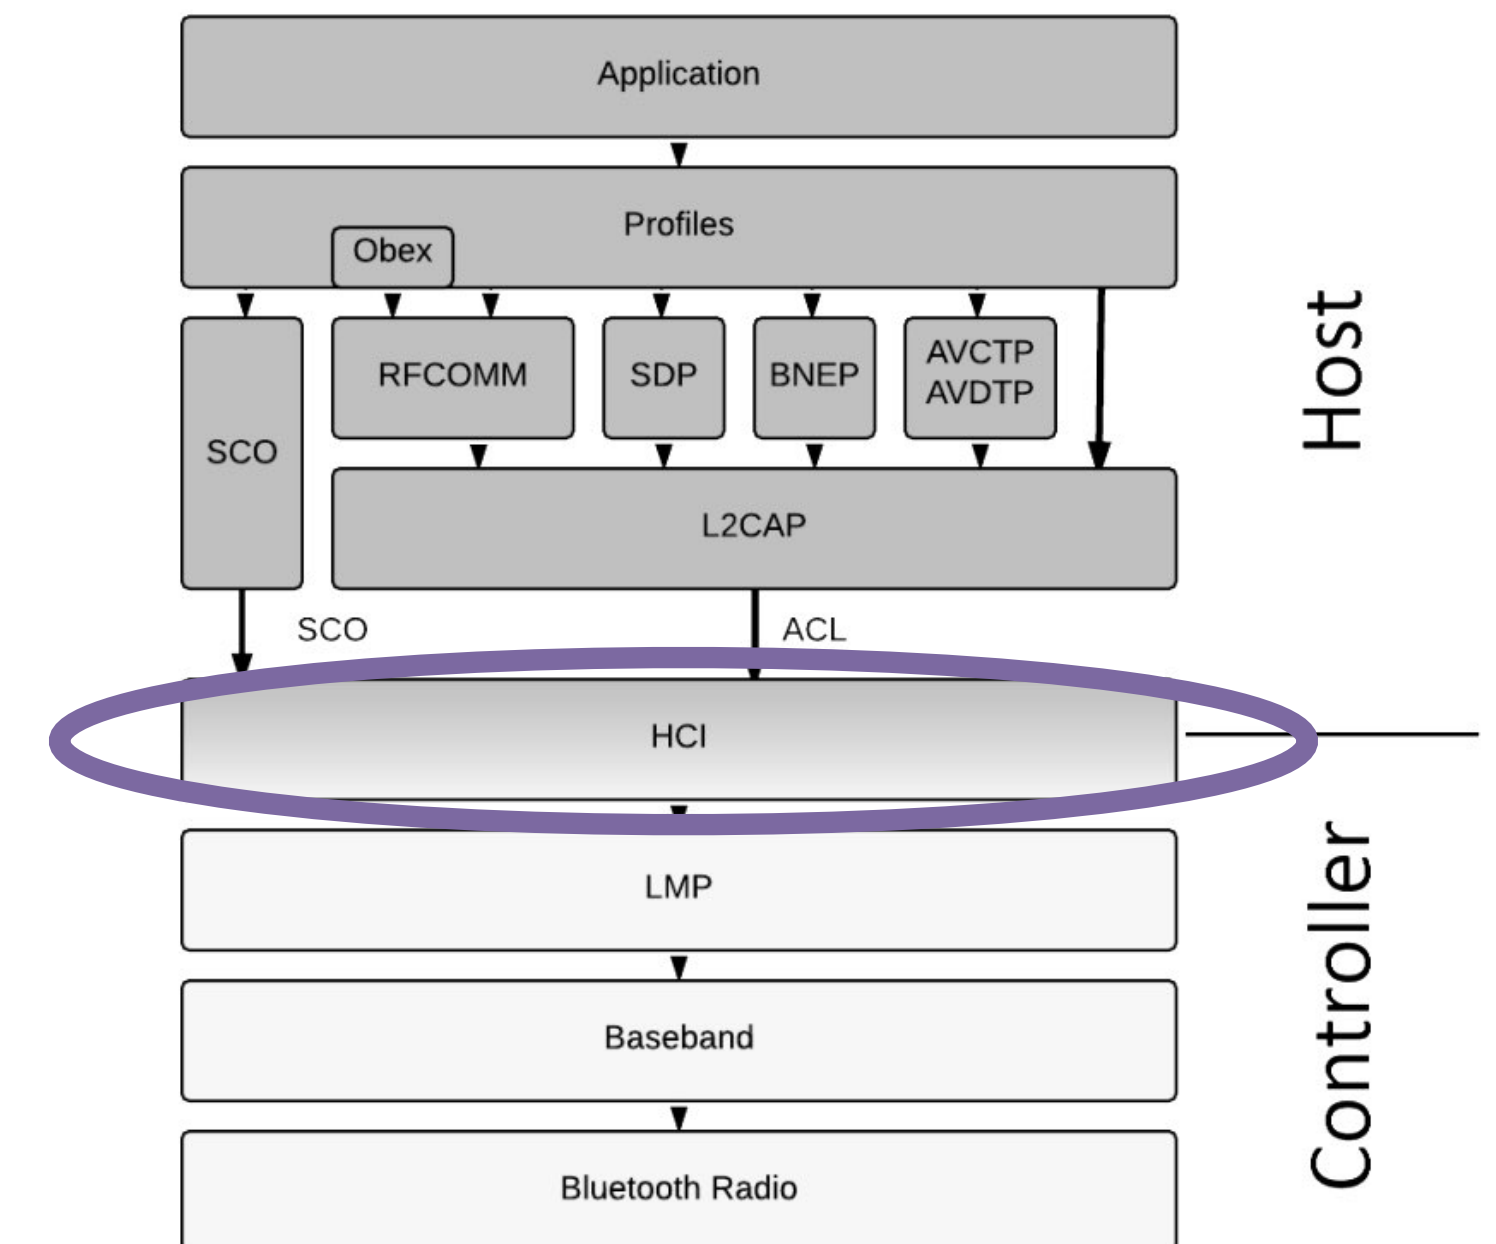 Application
Profiles
Obex
SCO
RFCOMM
SDP
BNEP
AVCTP
AVDTP
L2CAP
SCO
ACL
HCI
LMP
Baseband
Bluetooth Radio
Host
Controller